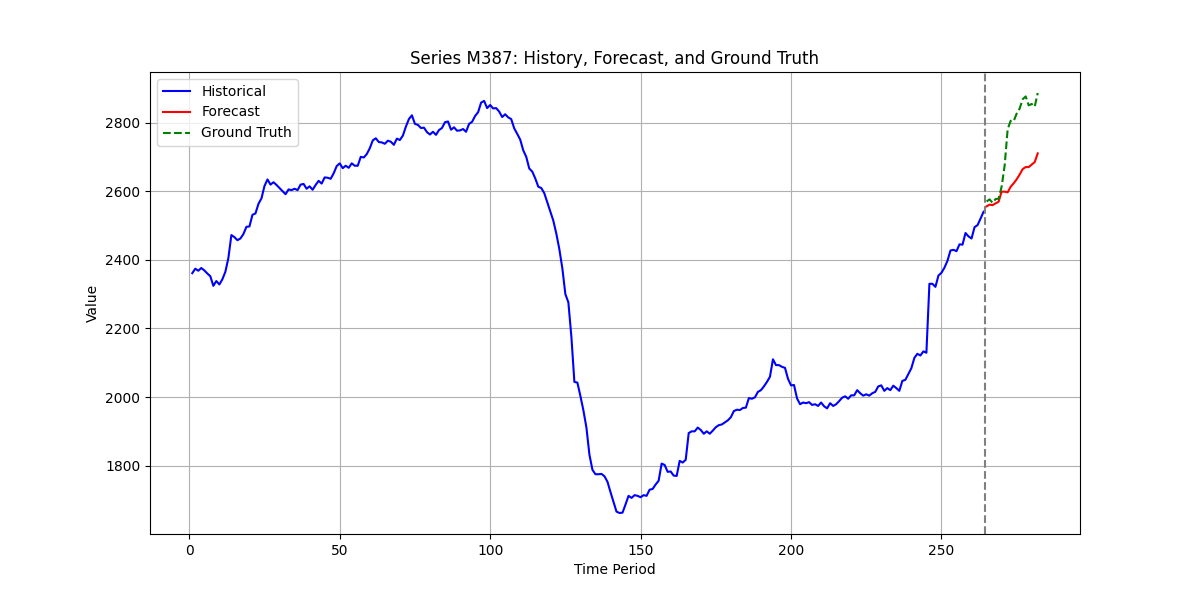 Series M387: History, Forecast, and Ground Truth
Historical
Forecast
Ground Truth
Value
2800
2600
2400
2200
2000
1800
0 50 100 150 200 250
Time Period